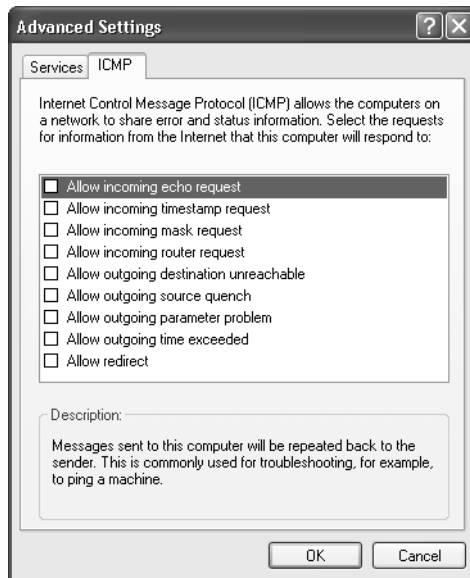 Advanced Settings
Services ICMP
Internet Control Message Protocol (ICMP) allows the computers on
a network to share error and status information. Select the requests
for information from the Internet that this computer will respond to:
Allow incoming echo request
Allow incoming timestamp request
Allow incoming mask request
Allow incoming router request
Allow outgoing destination unreachable
Allow outgoing source quench
Allow outgoing parameter problem
Allow outgoing time exceeded
Allow redirect
Description:
Messages sent to this computer will be repeated back to the
sender. This is commonly used for troubleshooting, for example,
to ping a machine.
OK Cancel